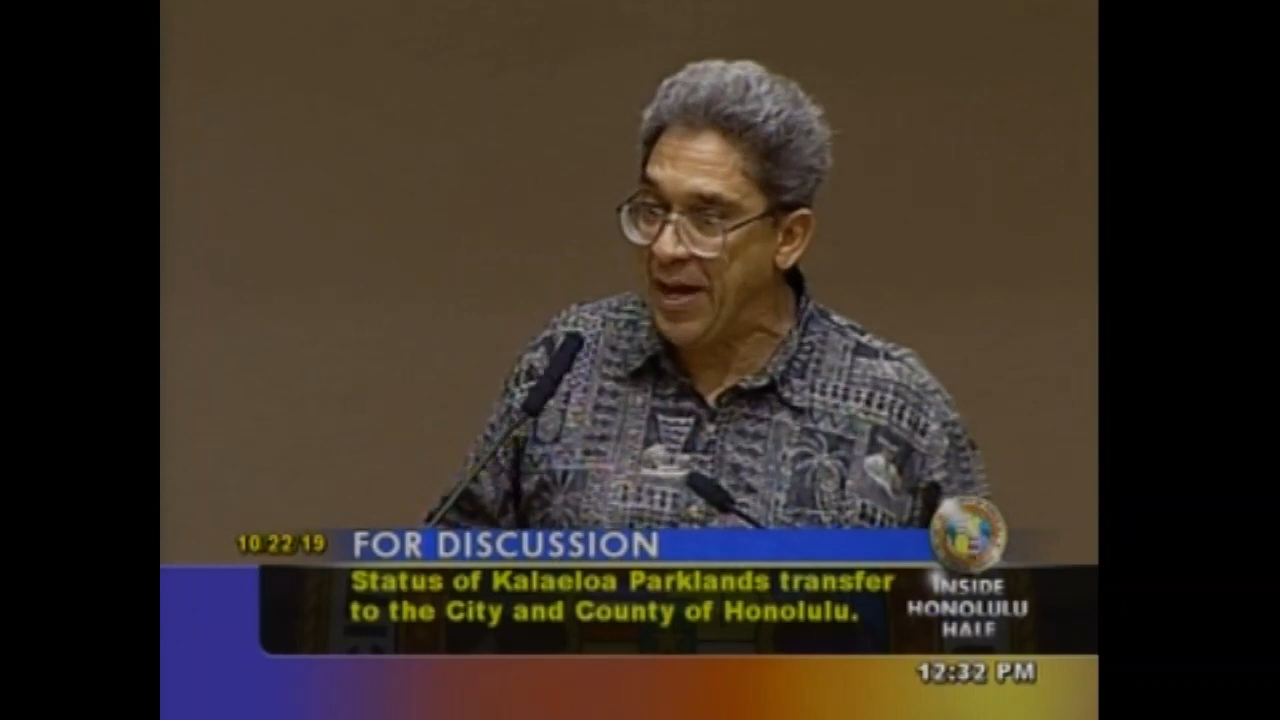 10.22.19
FOR DISCUSSION
Status of Kalaeloa Parklands transfer
to the City and County of Honolulu.
INSIDE
HONOLULU
HALE
12:32 PM